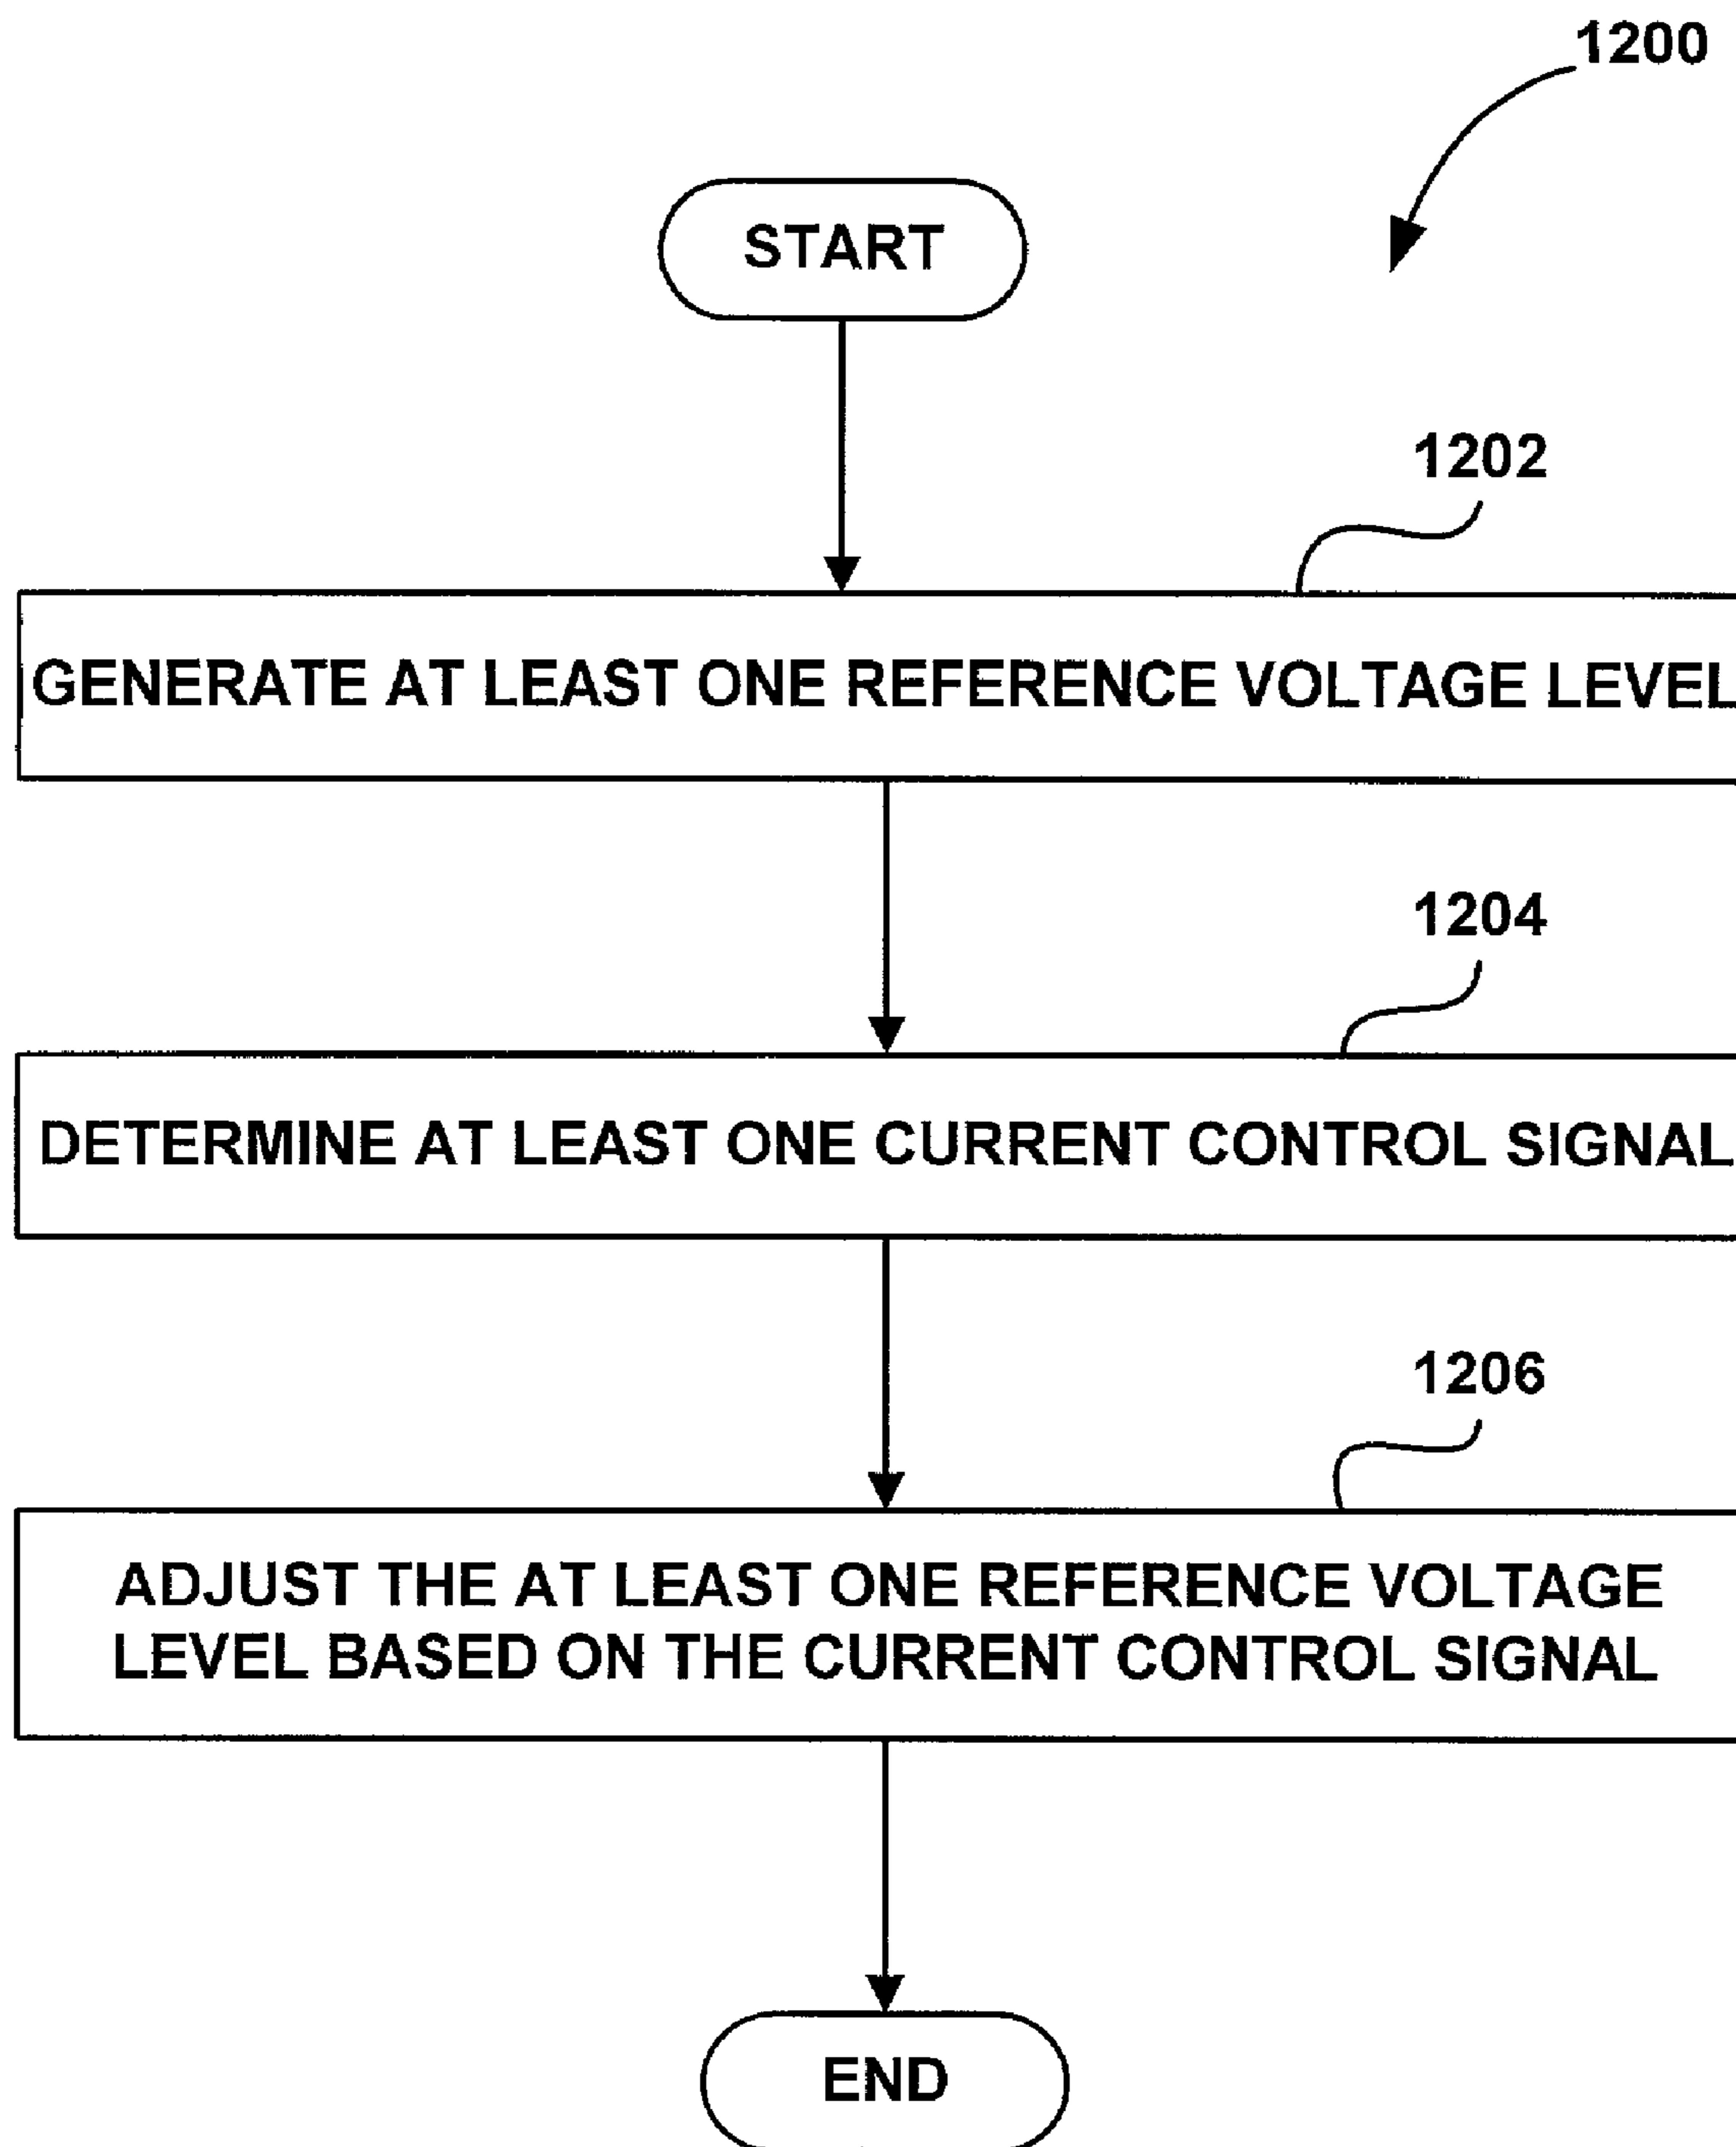 1200
START
1202
GENERATE AT LEAST ONE REFERENCE VOLTAGE LEVEL
1204
DETERMINE AT LEAST ONE CURRENT CONTROL SIGNAL
1206
ADJUST THE AT LEAST ONE REFERENCE VOLTAGE
LEVEL BASED ON THE CURRENT CONTROL SIGNAL
END